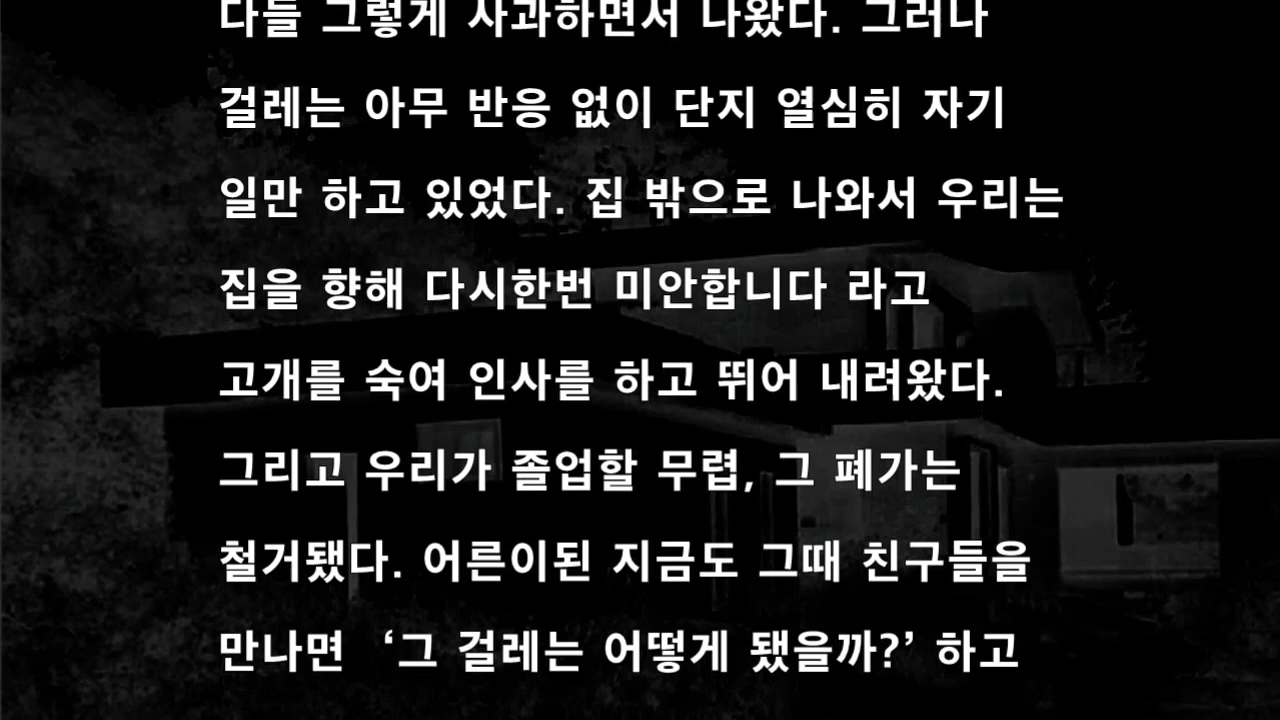 다들 그렇게 사과하면서 나왔다. 그러나
걸레는 아무 반응 없이 단지 열심히 자기
일만 하고 있었다. 집 밖으로 나와서 우리는
집을 향해 다시한번 미안합니다 라고
고개를 숙여 인사를 하고 뛰어 내려왔다.
그리고 우리가 졸업할 무렵, 그 폐가는
철거됐다. 어른이된 지금도 그때 친구들을
만나면 ‘그 걸레는 어떻게 됐을까?’ 하고